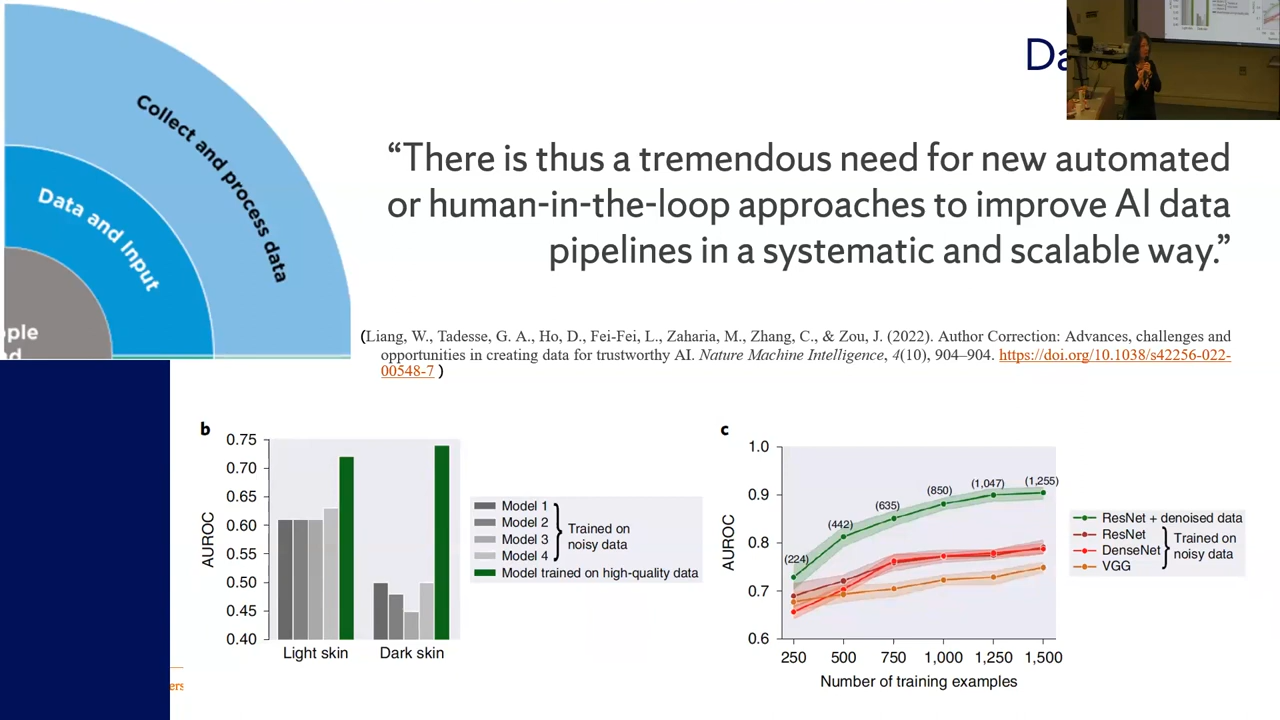 Da
Collect and process data
Data and Input
ple
d
“There is thus a tremendous need for new automated
or human-in-the-loop approaches to improve AI data
pipelines in a systematic and scalable way.”
(Liang, W., Tadesse, G. A., Ho, D., Fei-Fei, L., Zaharia, M., Zhang, C., & Zou, J. (2022). Author Correction: Advances, challenges and
opportunities in creating data for trustworthy AI. Nature Machine Intelligence, 4(10), 904–904. https://doi.org/10.1038/s42256-022-
00548-7 )
b
AUROC
0.75
0.70
0.65
0.60
0.55
0.50
0.45
0.40
Light skin Dark skin
Model 1
Model 2
Model 3
Model 4
Trained on
noisy data
Model trained on high-quality data
c
AUROC
1.0
0.9
0.8
0.7
0.6
(224)
(442)
(635)
(850)
(1,047)
(1,255)
250 500 750 1,000 1,250 1,500
Number of training examples
ResNet + denoised data
ResNet
DenseNet
VGG
Trained on
noisy data
ers